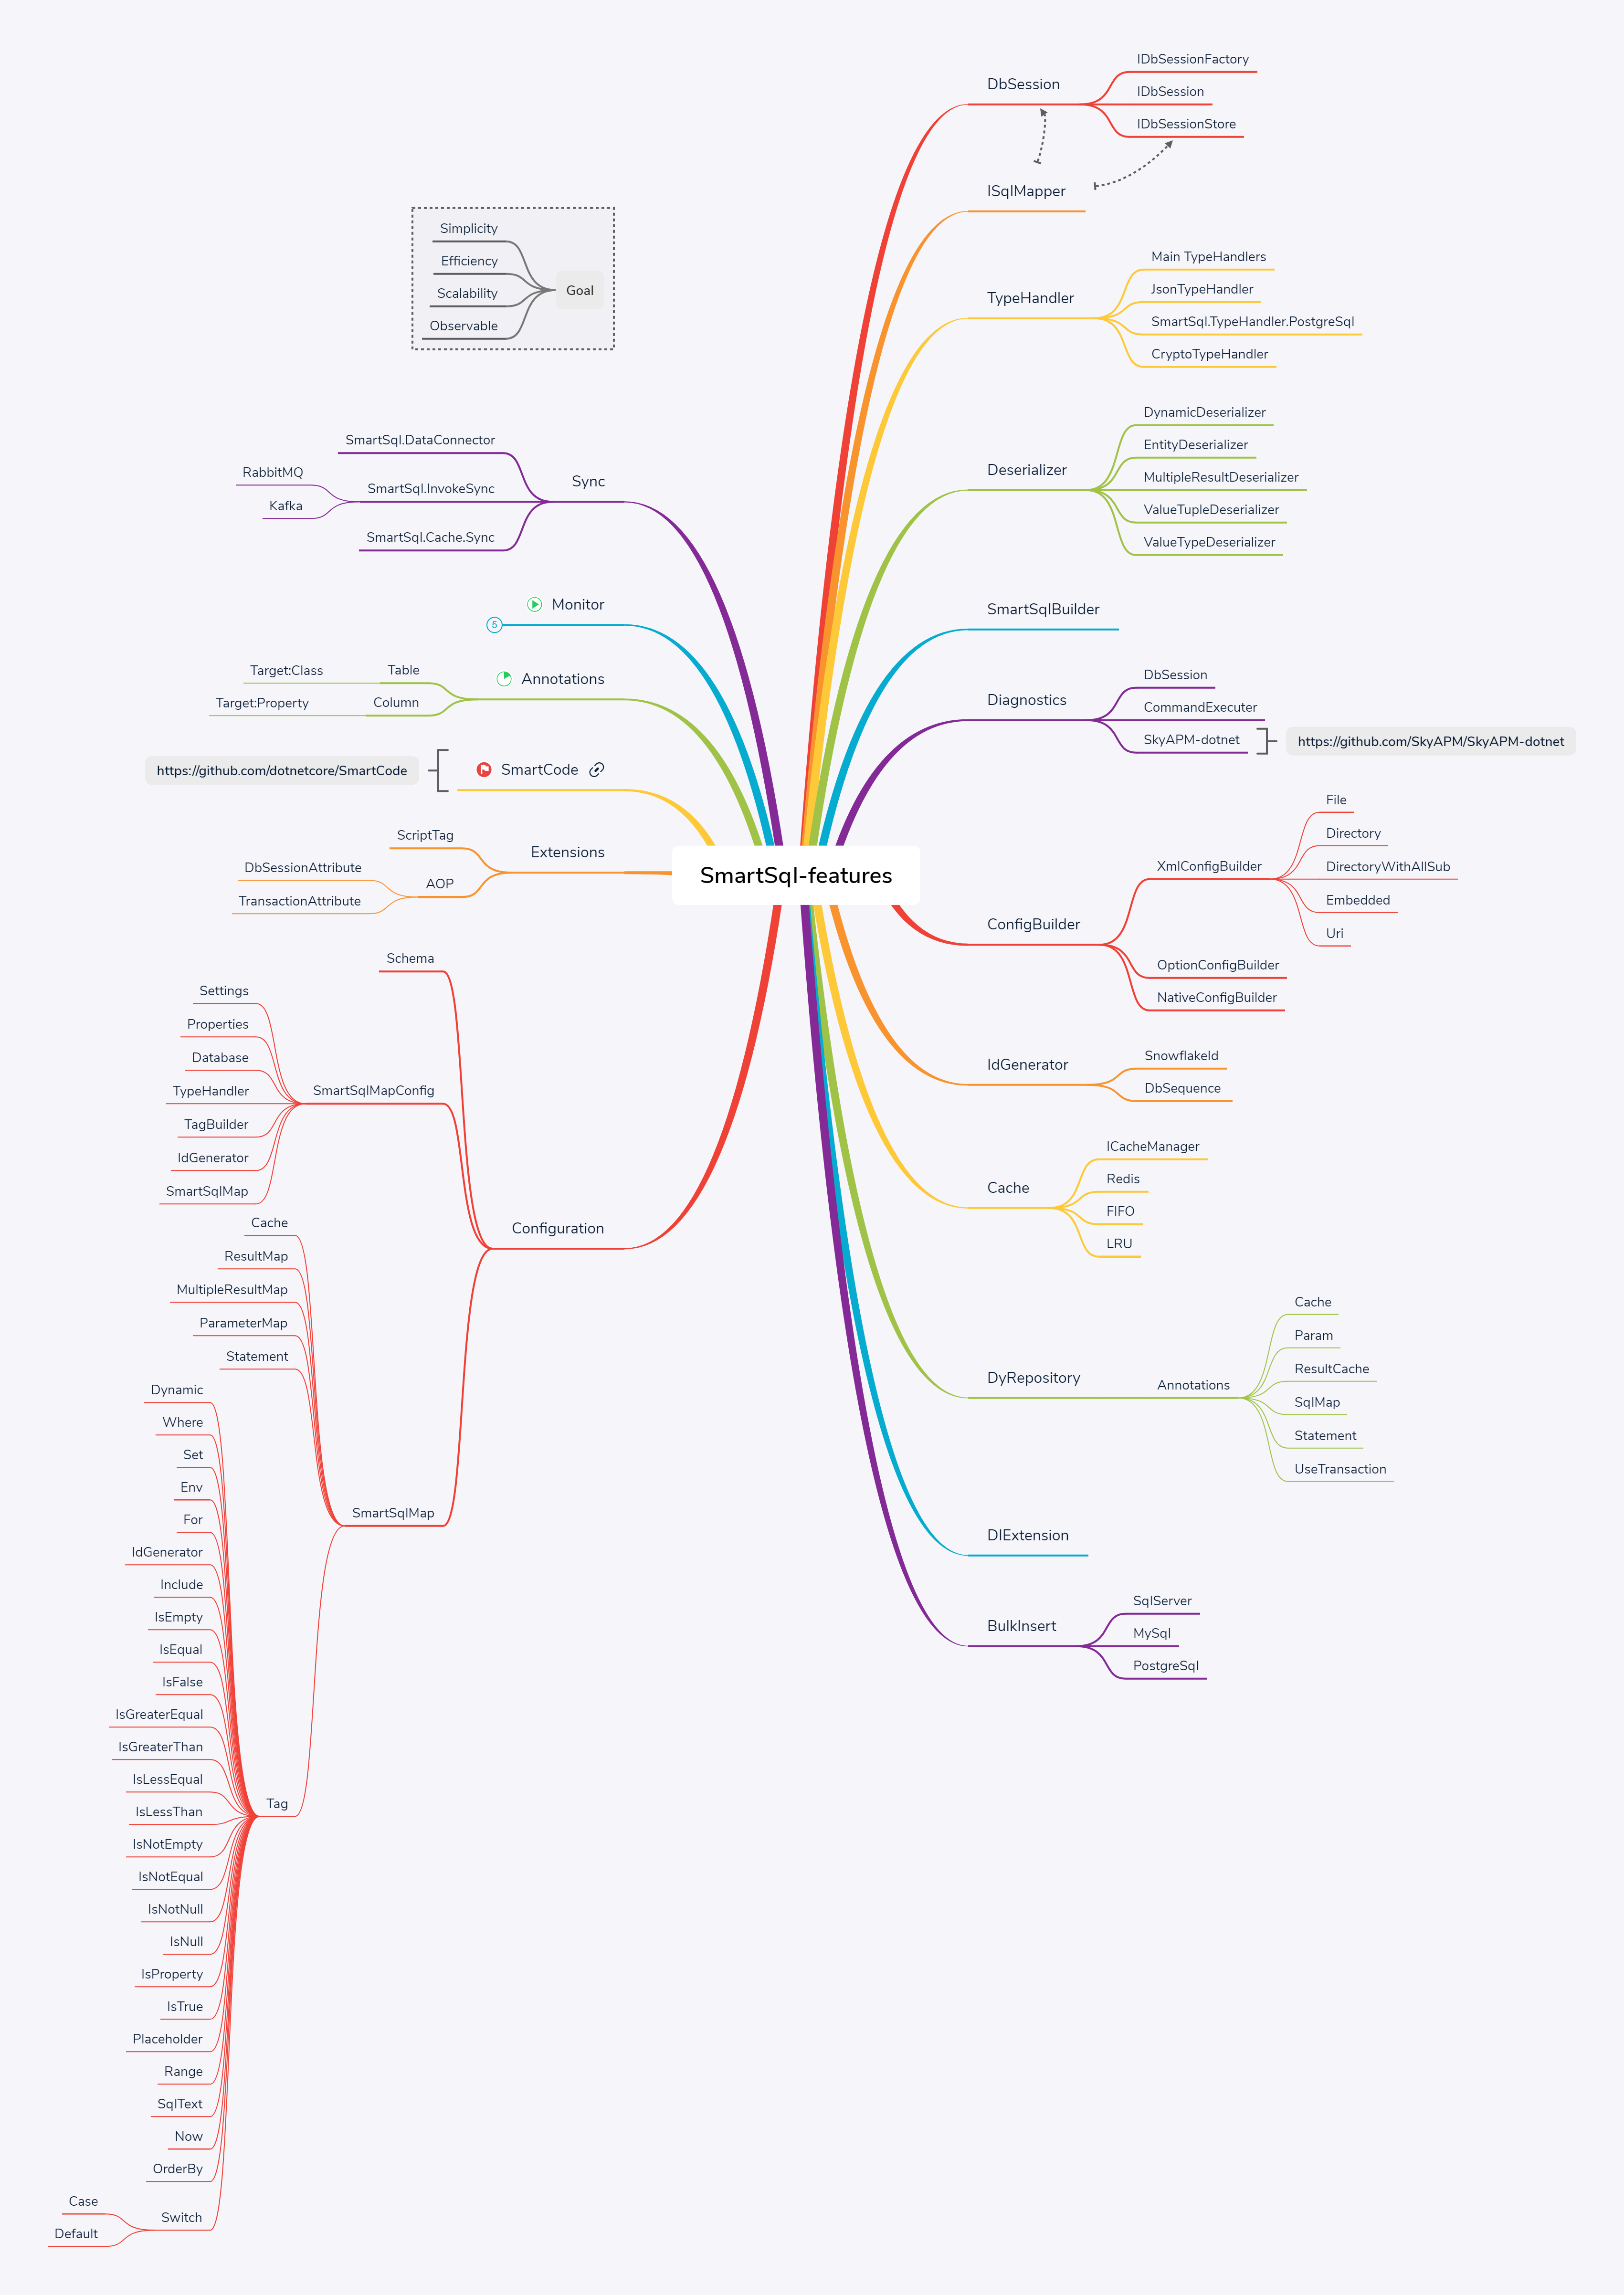 SmartSql-features
DbSession
IDbSessionFactory
IDbSession
IDbSessionStore
ISqlMapper
TypeHandler
Main TypeHandlers
JsonTypeHandler
SmartSql.TypeHandler.PostgreSql
CryptoTypeHandler
Deserializer
DynamicDeserializer
EntityDeserializer
MultipleResultDeserializer
ValueTupleDeserializer
ValueTypeDeserializer
SmartSqlBuilder
Diagnostics
DbSession
CommandExecuter
SkyAPM-dotnet
https://github.com/SkyAPM/SkyAPM-dotnet
ConfigBuilder
XmlConfigBuilder
File
Directory
DirectoryWithAllSub
Embedded
Uri
OptionConfigBuilder
NativeConfigBuilder
IdGenerator
SnowflakeId
DbSequence
Cache
ICacheManager
Redis
FIFO
LRU
DyRepository
Annotations
Cache
Param
ResultCache
SqlMap
Statement
UseTransaction
DIExtension
BulkInsert
SqlServer
MySql
PostgreSql
Goal
Simplicity
Efficiency
Scalability
Observable
Sync
SmartSql.DataConnector
SmartSql.InvokeSync
RabbitMQ
Kafka
SmartSql.Cache.Sync
Monitor
5
Annotations
Table
Target:Class
Column
Target:Property
SmartCode
https://github.com/dotnetcore/SmartCode
Extensions
ScriptTag
AOP
DbSessionAttribute
TransactionAttribute
Configuration
Schema
SmartSqlMapConfig
Settings
Properties
Database
TypeHandler
TagBuilder
IdGenerator
SmartSqlMap
SmartSqlMap
Cache
ResultMap
MultipleResultMap
ParameterMap
Statement
Tag
Dynamic
Where
Set
Env
For
IdGenerator
Include
IsEmpty
IsEqual
IsFalse
IsGreaterEqual
IsGreaterThan
IsLessEqual
IsLessThan
IsNotEmpty
IsNotEqual
IsNotNull
IsNull
IsProperty
IsTrue
Placeholder
Range
SqlText
Now
OrderBy
Switch
Case
Default